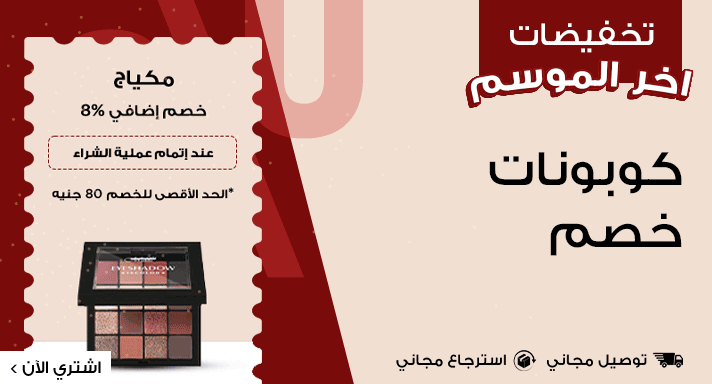 تخفيضات
اخر الموسم
كوبونات
خصم
توصيل مجاني
استرجاع مجاني
مكياج
خصم إضافي 8%
عند إتمام عملية الشراء
*الحد الأقصى للخصم 80 جنيه
EYESHADOW
اشتري الآن >